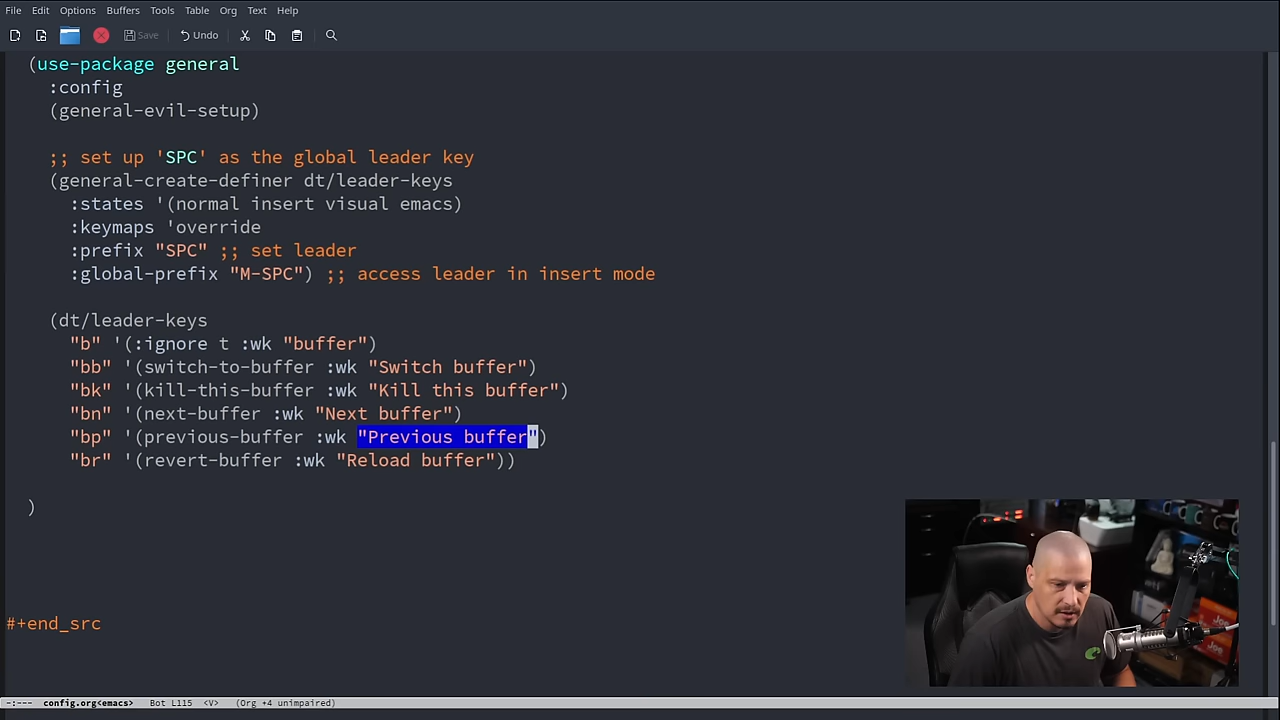 File Edit Options Buffers Tools Table Org Text Help
Save Undo
(use-package general
:config
(general-evil-setup)
;; set up 'SPC' as the global leader key
(general-create-definer dt/leader-keys
:states '(normal insert visual emacs)
:keymaps 'override
:prefix "SPC" ;; set leader
:global-prefix "M-SPC") ;; access leader in insert mode
(dt/leader-keys
"b" '(:ignore t :wk "buffer")
"bb" '(switch-to-buffer :wk "Switch buffer")
"bk" '(kill-this-buffer :wk "Kill this buffer")
"bn" '(next-buffer :wk "Next buffer")
"bp" '(previous-buffer :wk "Previous buffer")
"br" '(revert-buffer :wk "Reload buffer"))
)
#+end_src
-:--- config.org<emacs> Bot L115 <V> (Org +4 unimpaired)